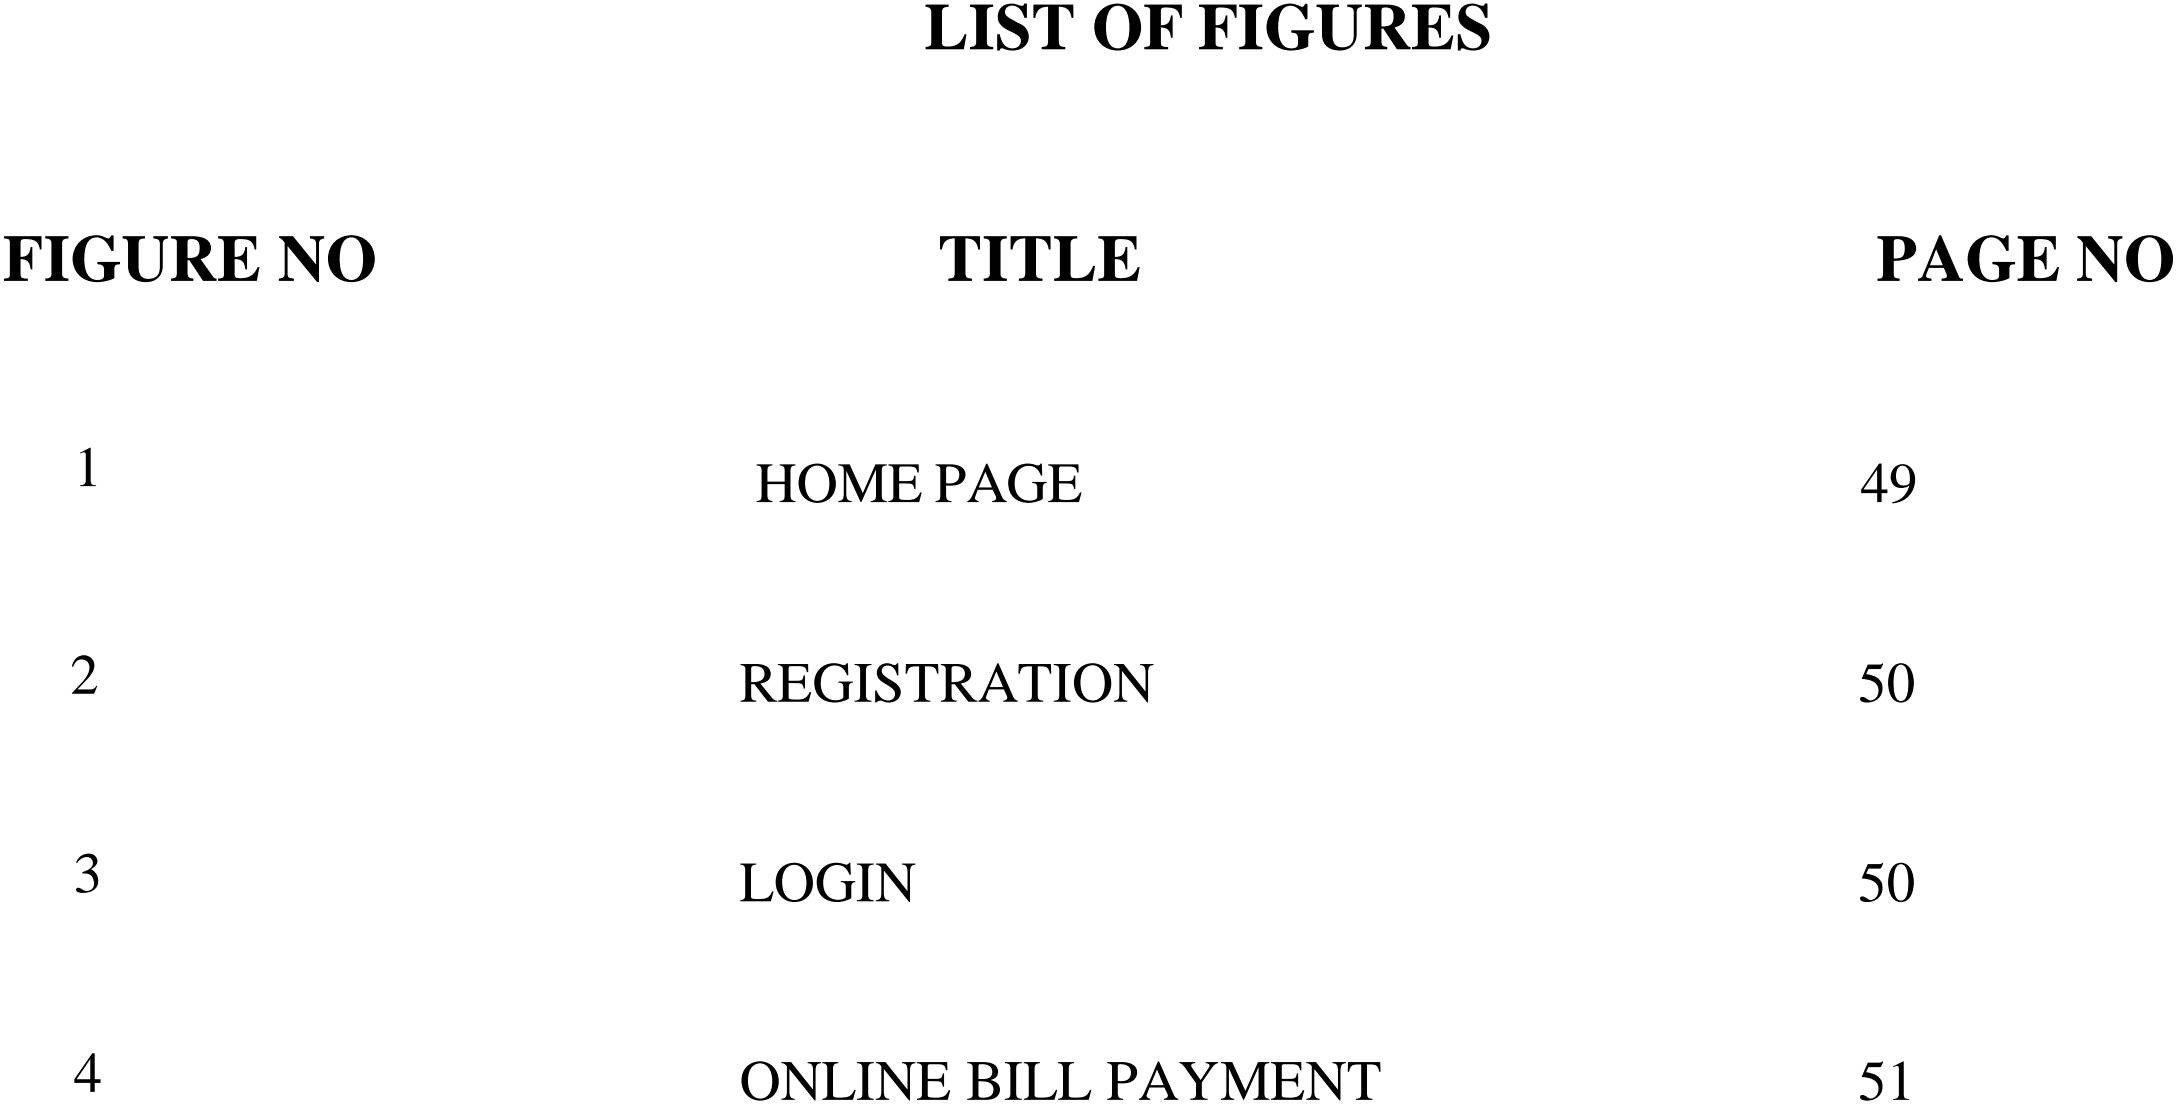 LIST OF FIGURES
FIGURE NO TITLE PAGE NO
1 HOME PAGE 49
2 REGISTRATION 50
3 LOGIN 50
4 ONLINE BILL PAYMENT 51